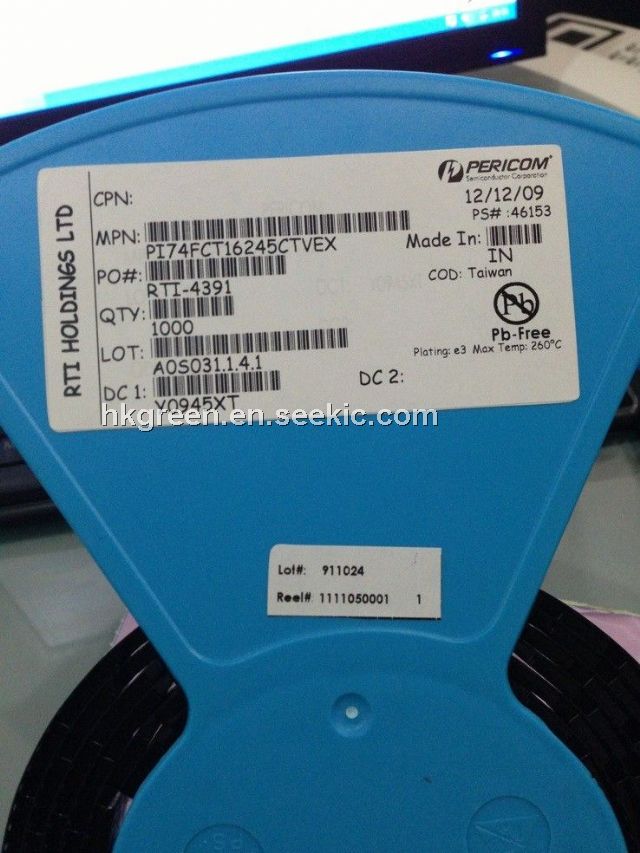 PERICOM
Semiconductor Corporation
CPN:
12/12/09
PS# :46153
MPN:
PI74FCT16245CTVEX
Made In:
IN
PO#:
RTI-4391
COD: Taiwan
QTY:
1000
Pb
Pb-Free
LOT:
A0S031.1.4.1
Plating: e3 Max Temp: 260°C
DC 1:
Y0945XT
DC 2:
RTI HOLDINGS LTD
hkgreen.en.seekic.com
Lot#: 911024
Reel# 1111050001 1